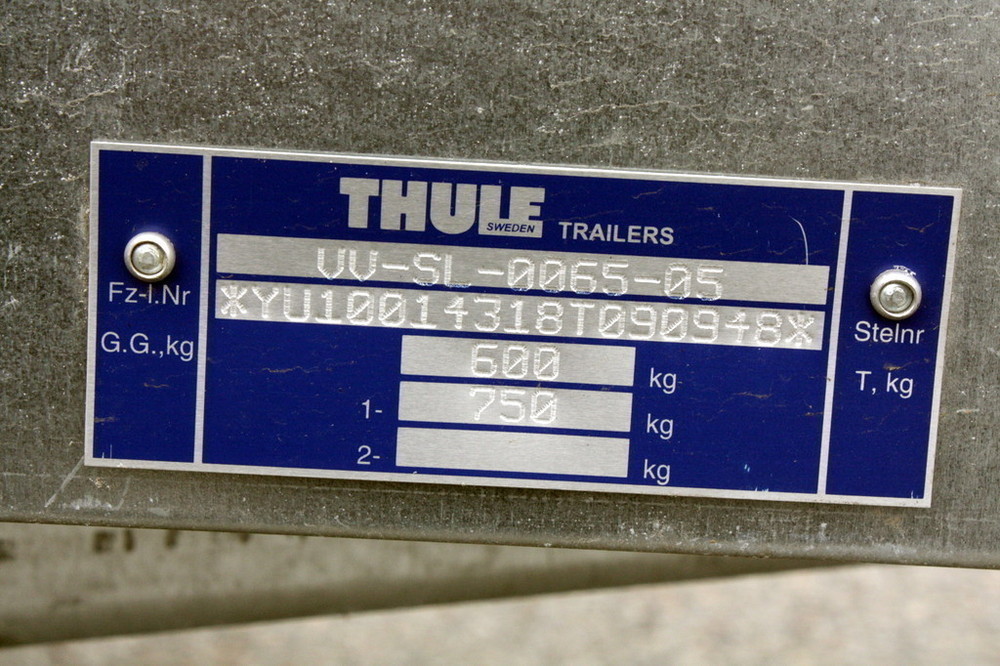 THULE
SWEDEN TRAILERS
VV-SL-0065-05
Fz-I.Nr *YU10014318T090948* Stelnr
G.G.,kg 600 kg T, kg
1- 750 kg
2- kg